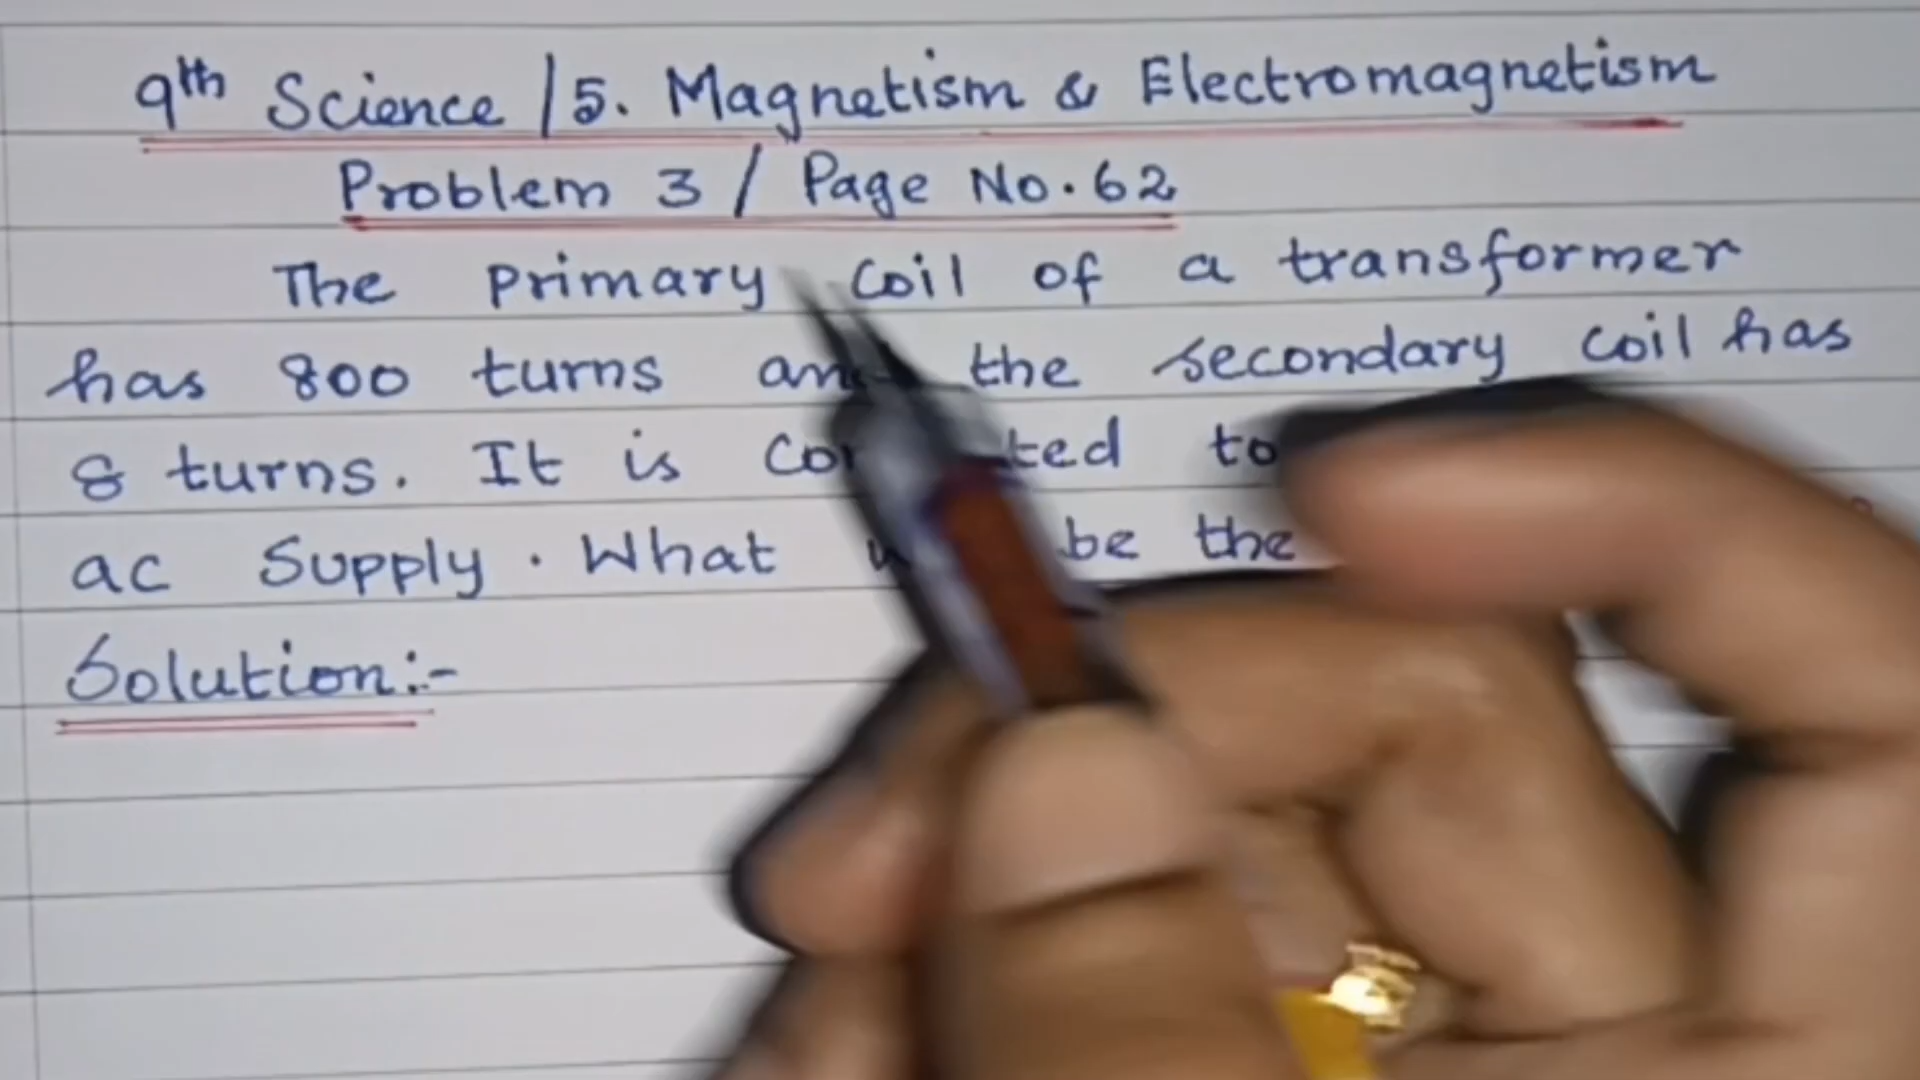 9th Science / 5. Magnetism & Electromagnetism
Problem 3 / Page No. 62
The Primary coil of a transformer
has 800 turns the secondary coil has
8 turns. It is to
ac Supply. What be the
Solution:-